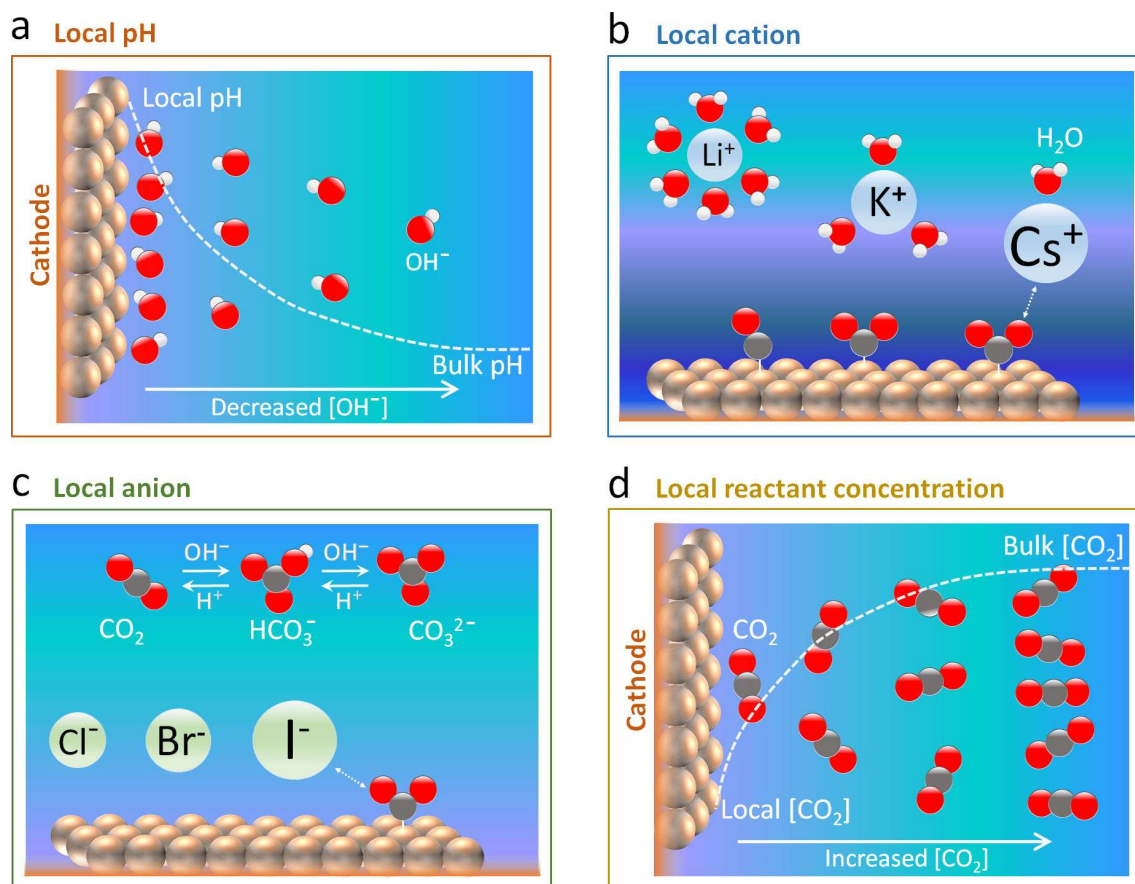 a Local pH
Cathode
Local pH
OH⁻
Bulk pH
Decreased [OH⁻]
b Local cation
Li⁺
K⁺
H₂O
Cs⁺
c Local anion
OH⁻ OH⁻
H⁺ H⁺
CO₂ HCO₃⁻ CO₃²⁻
Cl⁻ Br⁻ I⁻
d Local reactant concentration
Cathode
Bulk [CO₂]
CO₂
Local [CO₂]
Increased [CO₂]